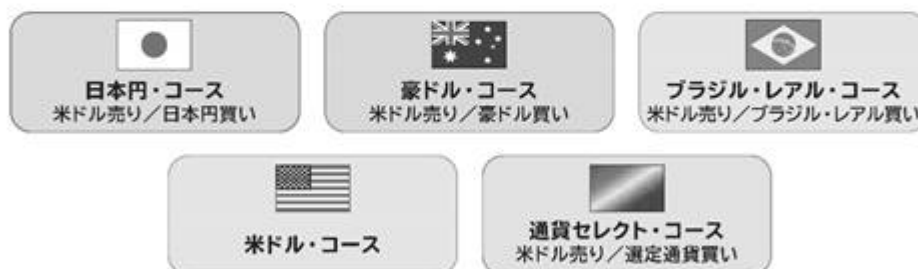 日本円・コース
米ドル売り／日本円買い
豪ドル・コース
米ドル売り／豪ドル買い
ブラジル・レアル・コース
米ドル売り／ブラジル・レアル買い
米ドル・コース
通貨セレクト・コース
米ドル売り／選定通貨買い